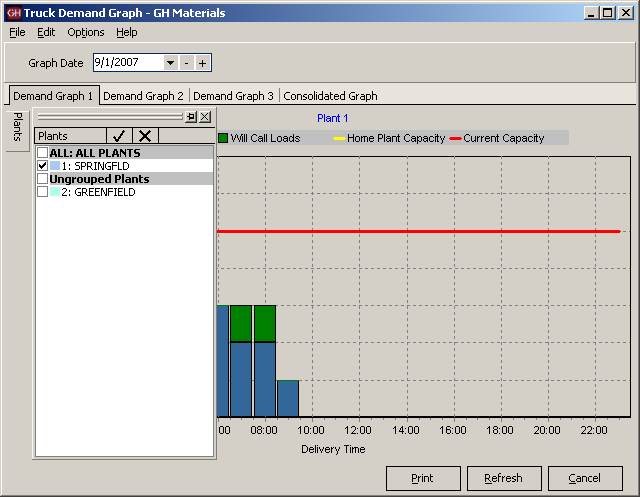 GH Truck Demand Graph - GH Materials
File Edit Options Help
Graph Date 9/1/2007 - +
Demand Graph 1 Demand Graph 2 Demand Graph 3 Consolidated Graph
Plants
Plants
ALL: ALL PLANTS
1: SPRINGFLD
Ungrouped Plants
2: GREENFIELD
Plant 1
Will Call Loads Home Plant Capacity Current Capacity
:00 08:00 10:00 12:00 14:00 16:00 18:00 20:00 22:00
Delivery Time
Print Refresh Cancel